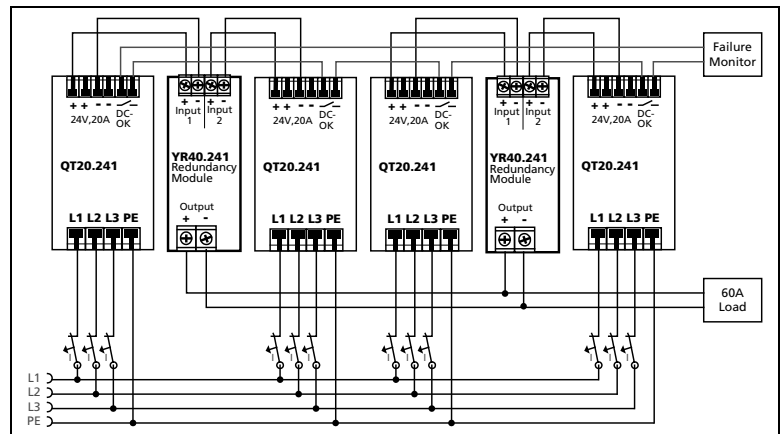 Failure
Monitor
+ + - - DC-
24V,20A OK
QT20.241
L1 L2 L3 PE
+ - + -
Input Input
1 2
YR40.241
Redundancy
Module
Output
+ -
+ + - - DC-
24V,20A OK
QT20.241
L1 L2 L3 PE
+ + - - DC-
24V,20A OK
QT20.241
L1 L2 L3 PE
+ - + -
Input Input
1 2
YR40.241
Redundancy
Module
Output
+ -
+ + - - DC-
24V,20A OK
QT20.241
L1 L2 L3 PE
60A
Load
I I I I I I I I I I I I
L1
L2
L3
PE